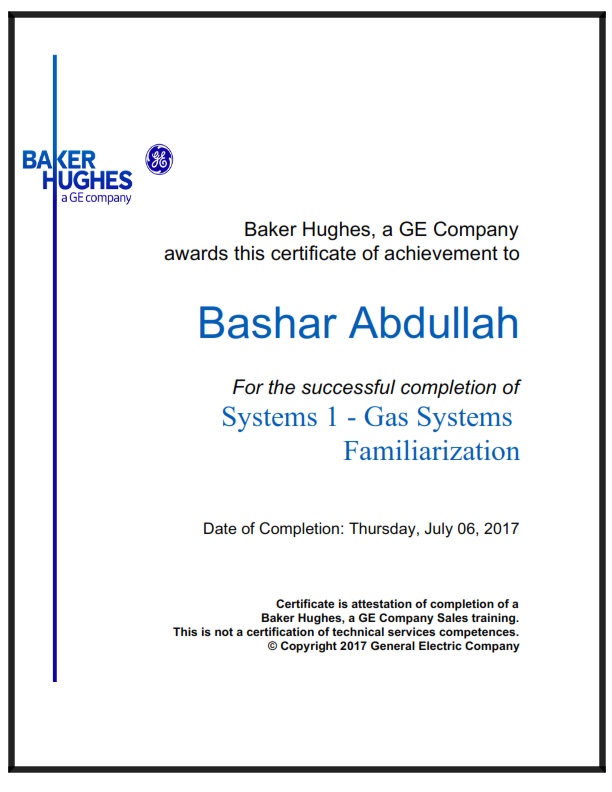 BAKER
HUGHES
a GE company
GE
Baker Hughes, a GE Company
awards this certificate of achievement to
Bashar Abdullah
For the successful completion of
Systems 1 - Gas Systems
Familiarization
Date of Completion: Thursday, July 06, 2017
Certificate is attestation of completion of a
Baker Hughes, a GE Company Sales training.
This is not a certification of technical services competences.
© Copyright 2017 General Electric Company